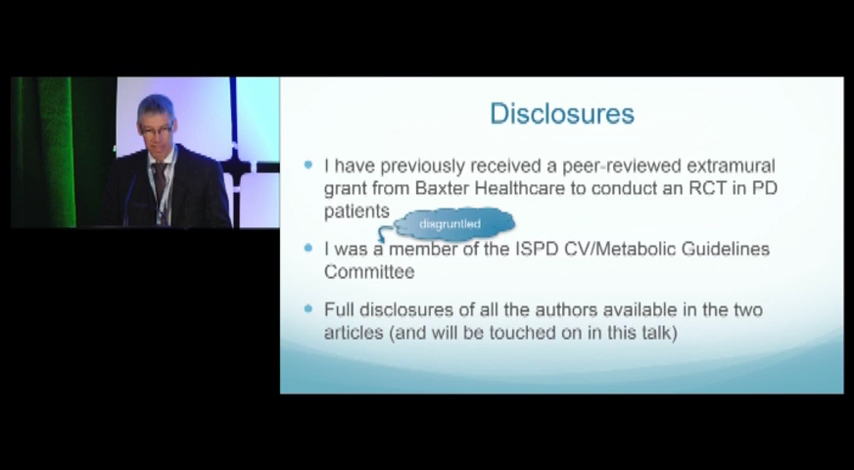 Disclosures
I have previously received a peer-reviewed extramural
grant from Baxter Healthcare to conduct an RCT in PD
patients
disgruntled
I was a member of the ISPD CV/Metabolic Guidelines
Committee
Full disclosures of all the authors available in the two
articles (and will be touched on in this talk)